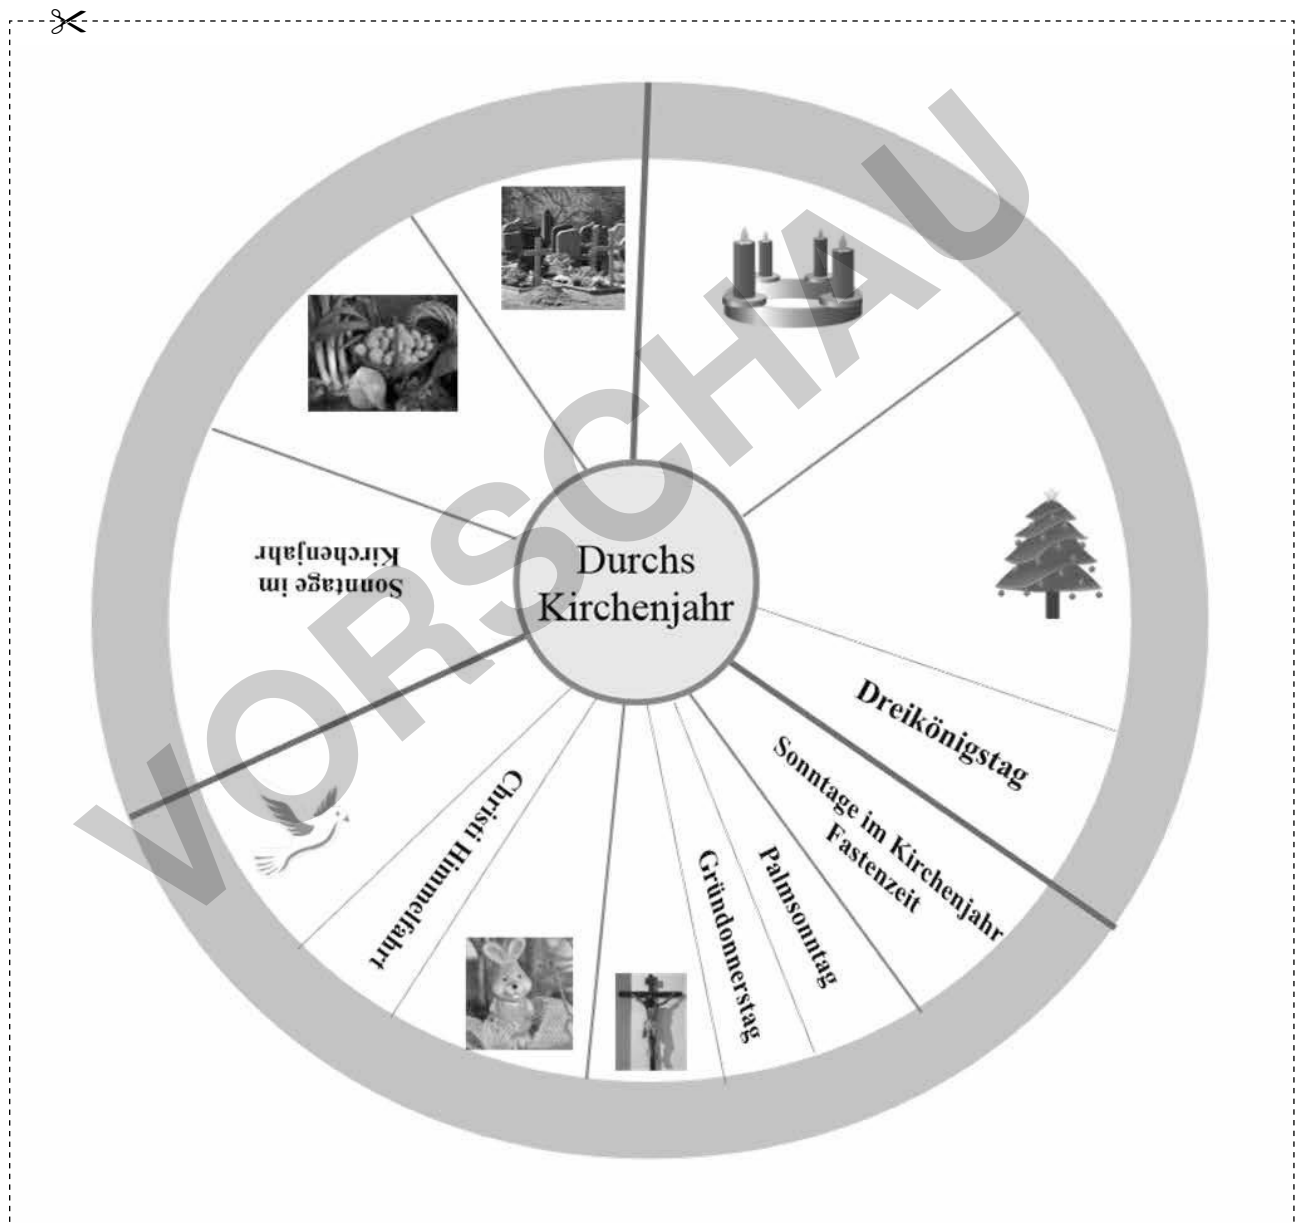 Durchs
Kirchenjahr
Dreikönigstag
Sonntage im Kirchenjahr
Fastenzeit
Palmsonntag
Gründonnerstag
Christi Himmelfahrt
Sonntage im
Kirchenjahr
VORSCHAU